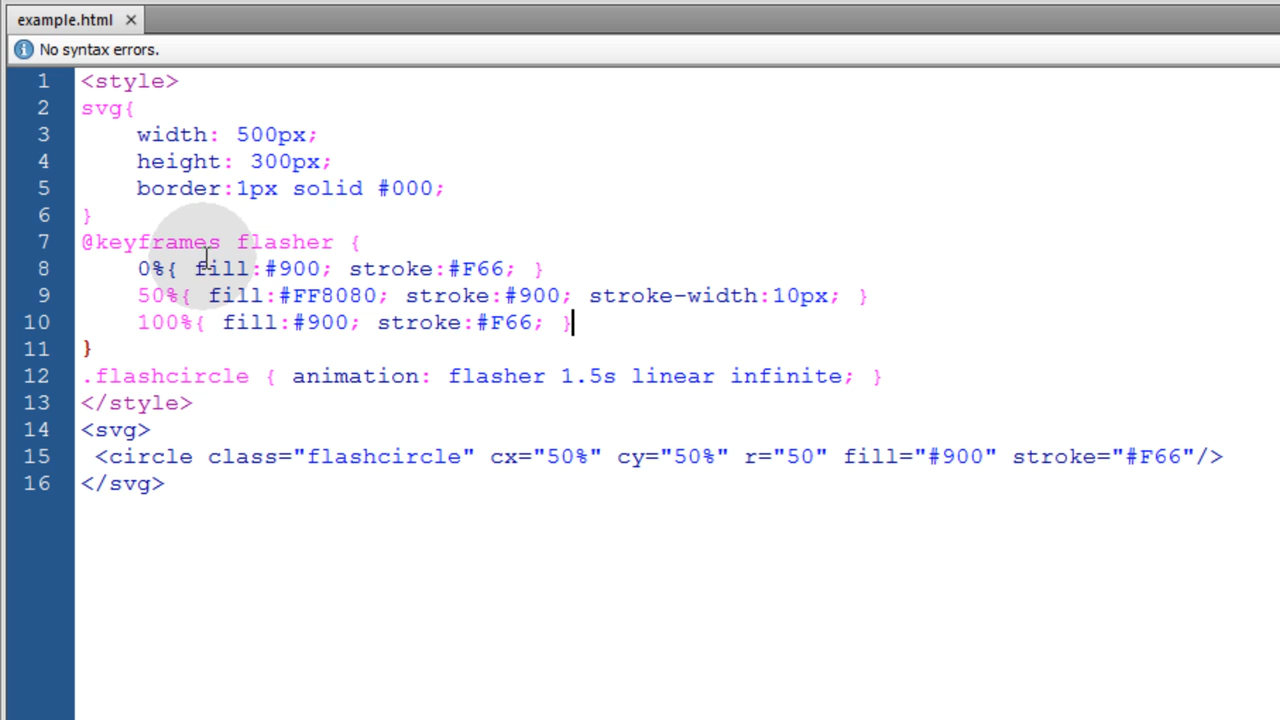 example.html ×
No syntax errors.
1 <style>
2 svg{
3     width: 500px;
4     height: 300px;
5     border:1px solid #000;
6 }
7 @keyframes flasher {
8     0%{ fill:#900; stroke:#F66; }
9     50%{ fill:#FF8080; stroke:#900; stroke-width:10px; }
10     100%{ fill:#900; stroke:#F66; }
11 }
12 .flashcircle { animation: flasher 1.5s linear infinite; }
13 </style>
14 <svg>
15  <circle class="flashcircle" cx="50%" cy="50%" r="50" fill="#900" stroke="#F66"/>
16 </svg>